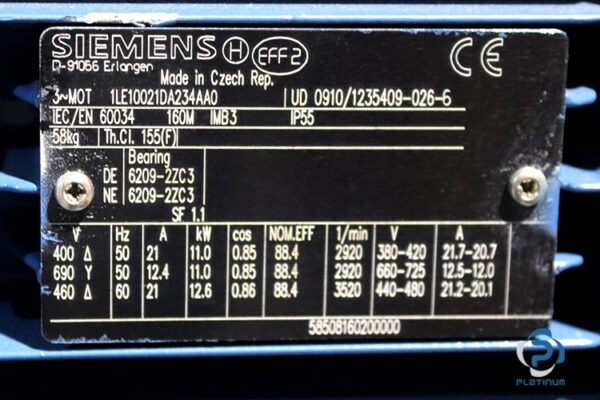 SIEMENS H EFF2 CE
D-91056 Erlangen
Made in Czech Rep.
3~MOT 1LE10021DA234AA0 UD 0910/1235409-026-6
IEC/EN 60034 160M IMB3 IP55
58kg Th.Cl. 155(F)
Bearing
DE 6209-2ZC3
NE 6209-2ZC3
SF 1.1
V Hz A kW cos NOM.EFF 1/min V A
400 Δ 50 21 11.0 0.85 88.4 2920 380-420 21.7-20.7
690 Y 50 12.4 11.0 0.85 88.4 2920 660-725 12.5-12.0
460 Δ 60 21 12.6 0.86 88.4 3520 440-480 21.2-20.1
58508160200000
PLATINUM